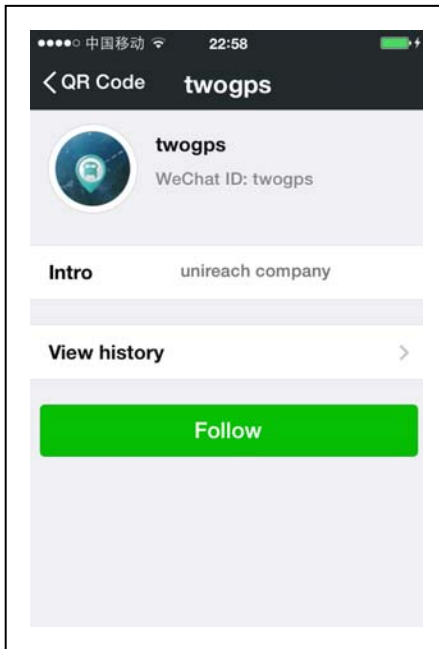 中国移动 22:58
QR Code twogps
twogps
WeChat ID: twogps
Intro unireach company
View history
Follow